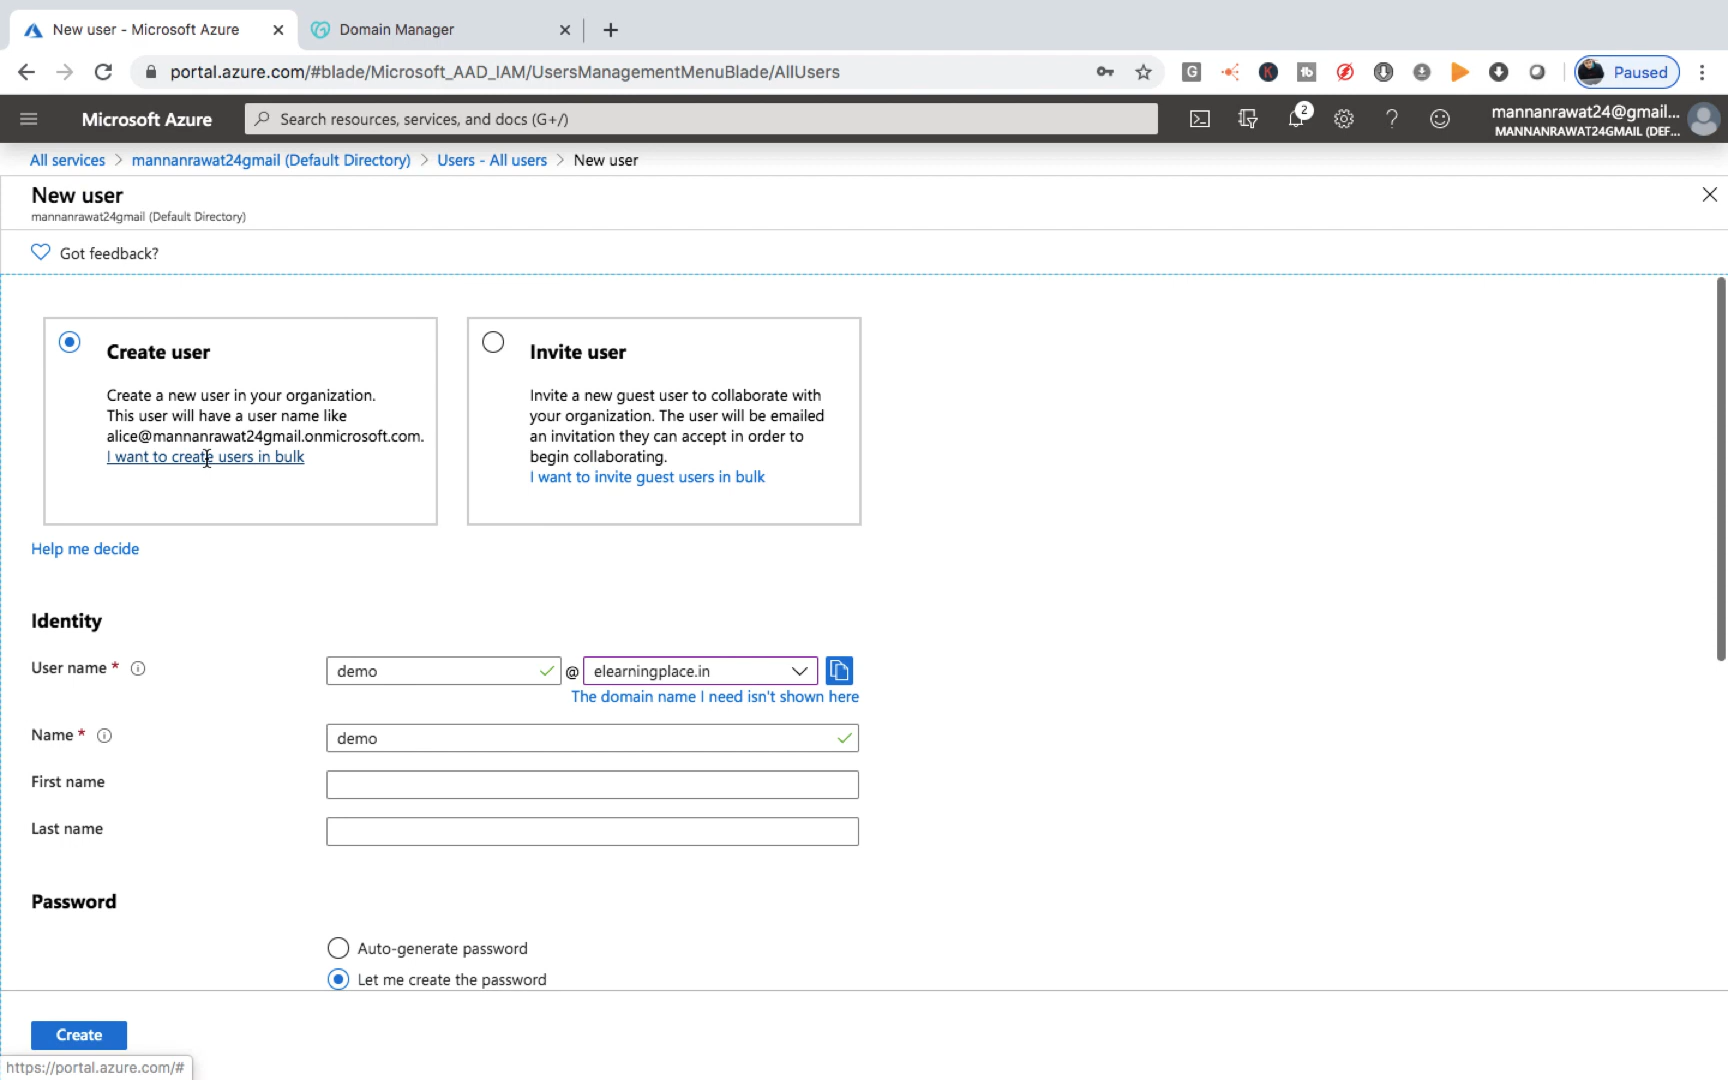 New user - Microsoft Azure
Domain Manager
portal.azure.com/#blade/Microsoft_AAD_IAM/UsersManagementMenuBlade/AllUsers
G
K
tb
Paused
Microsoft Azure
Search resources, services, and docs (G+/)
2
mannanrawat24@gmail...
MANNANRAWAT24GMAIL (DEF...
All services > mannanrawat24gmail (Default Directory) > Users - All users > New user
New user
mannanrawat24gmail (Default Directory)
Got feedback?
Create user
Create a new user in your organization.
This user will have a user name like
alice@mannanrawat24gmail.onmicrosoft.com.
I want to create users in bulk
Invite user
Invite a new guest user to collaborate with
your organization. The user will be emailed
an invitation they can accept in order to
begin collaborating.
I want to invite guest users in bulk
Help me decide
Identity
User name *
demo
@
elearningplace.in
The domain name I need isn't shown here
Name *
demo
First name
Last name
Password
Auto-generate password
Let me create the password
Create
https://portal.azure.com/#